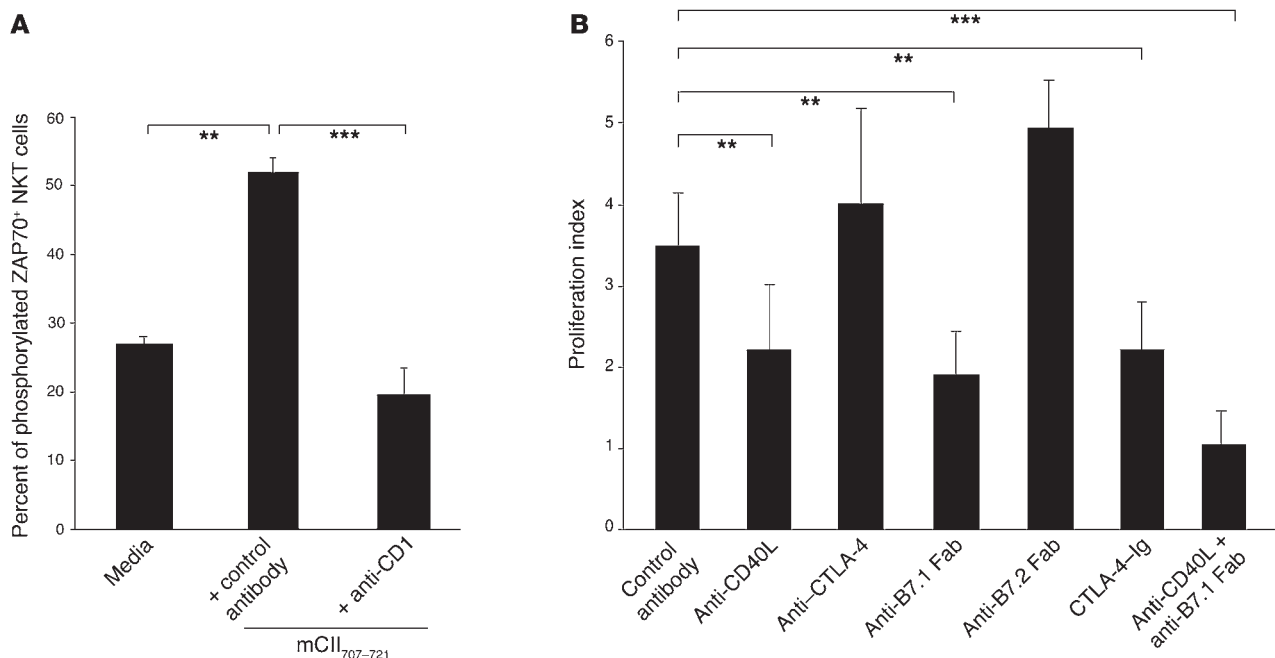 A
Percent of phosphorylated ZAP70⁺ NKT cells
60
50
40
30
20
10
0
**
***
Media
+ control
antibody
+ anti-CD1
mCII₇₀₇₋₇₂₁
B
Proliferation index
6
5
4
3
2
1
0
***
**
**
**
Control
antibody
Anti-CD40L
Anti–CTLA-4
Anti-B7.1 Fab
Anti-B7.2 Fab
CTLA-4–Ig
Anti-CD40L +
anti-B7.1 Fab